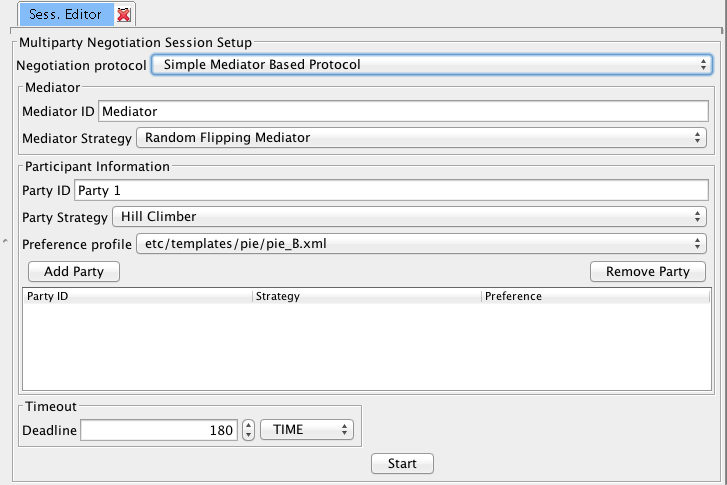 Sess. Editor
Multiparty Negotiation Session Setup
Negotiation protocol Simple Mediator Based Protocol
Mediator
Mediator ID Mediator
Mediator Strategy Random Flipping Mediator
Participant Information
Party ID Party 1
Party Strategy Hill Climber
Preference profile etc/templates/pie/pie_B.xml
Add Party Remove Party
Party ID Strategy Preference
Timeout
Deadline 180 TIME
Start